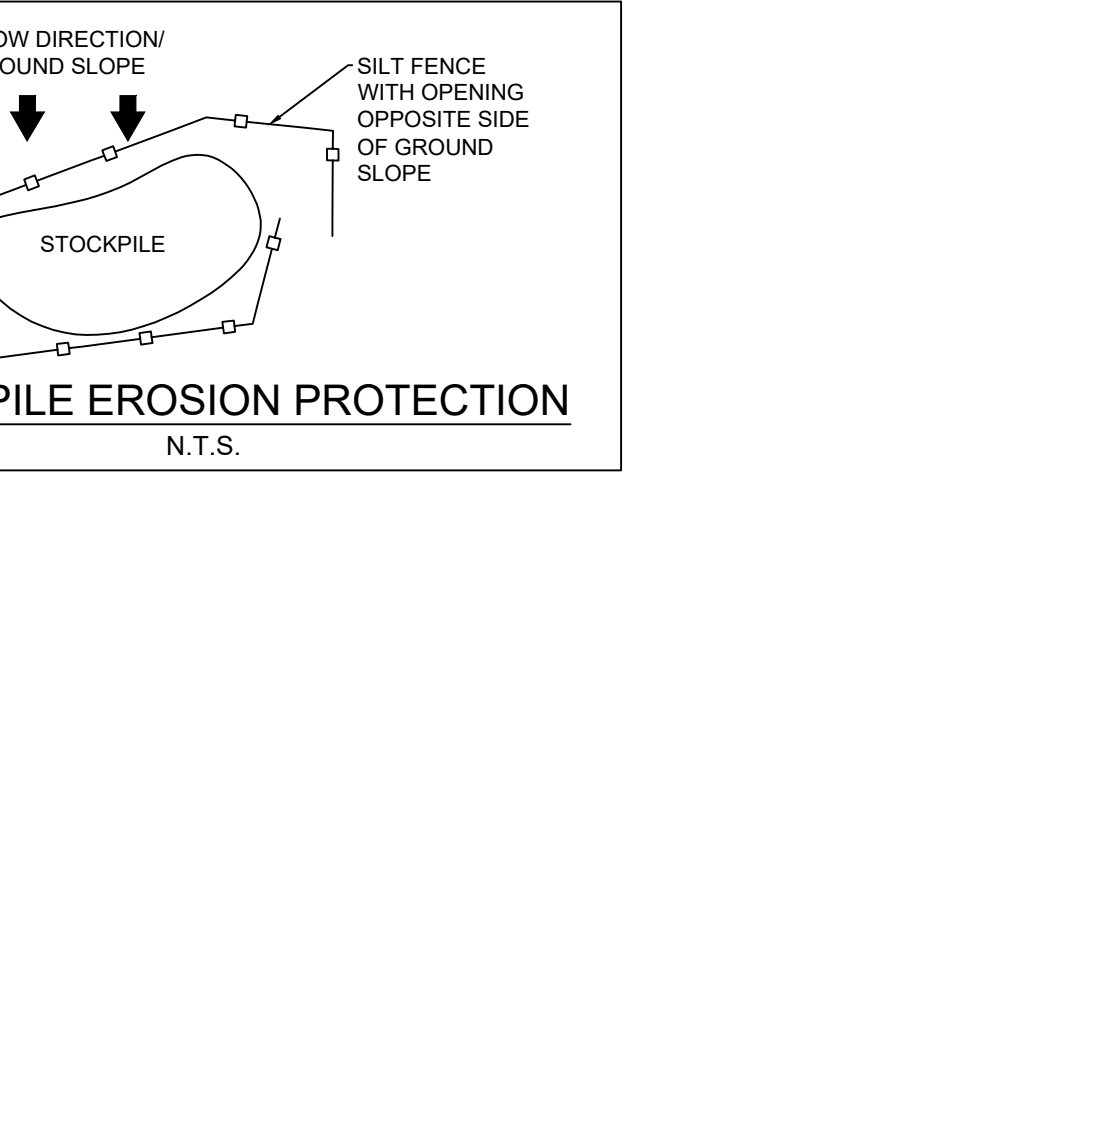 OW DIRECTION/
OUND SLOPE
SILT FENCE
WITH OPENING
OPPOSITE SIDE
OF GROUND
SLOPE
STOCKPILE
PILE EROSION PROTECTION
N.T.S.